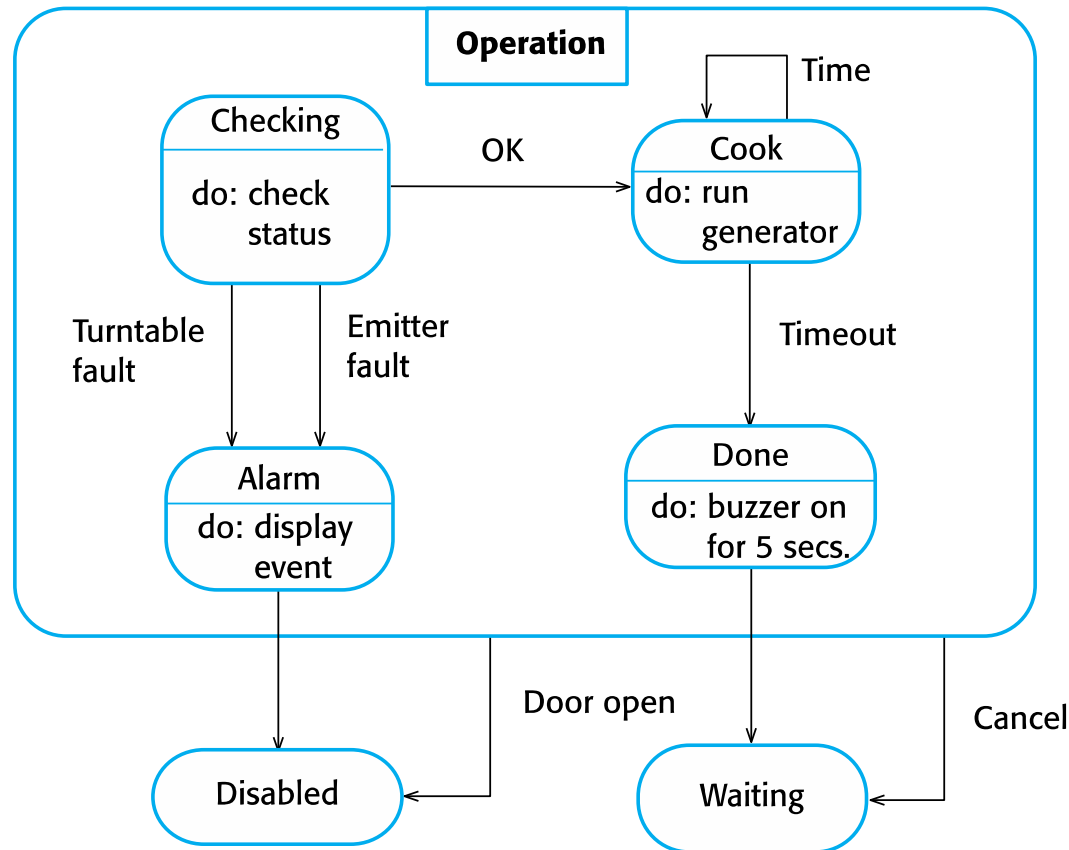 Operation
Time
Checking
do: check
status
OK
Cook
do: run
generator
Turntable
fault
Emitter
fault
Timeout
Alarm
do: display
event
Done
do: buzzer on
for 5 secs.
Door open
Cancel
Disabled
Waiting